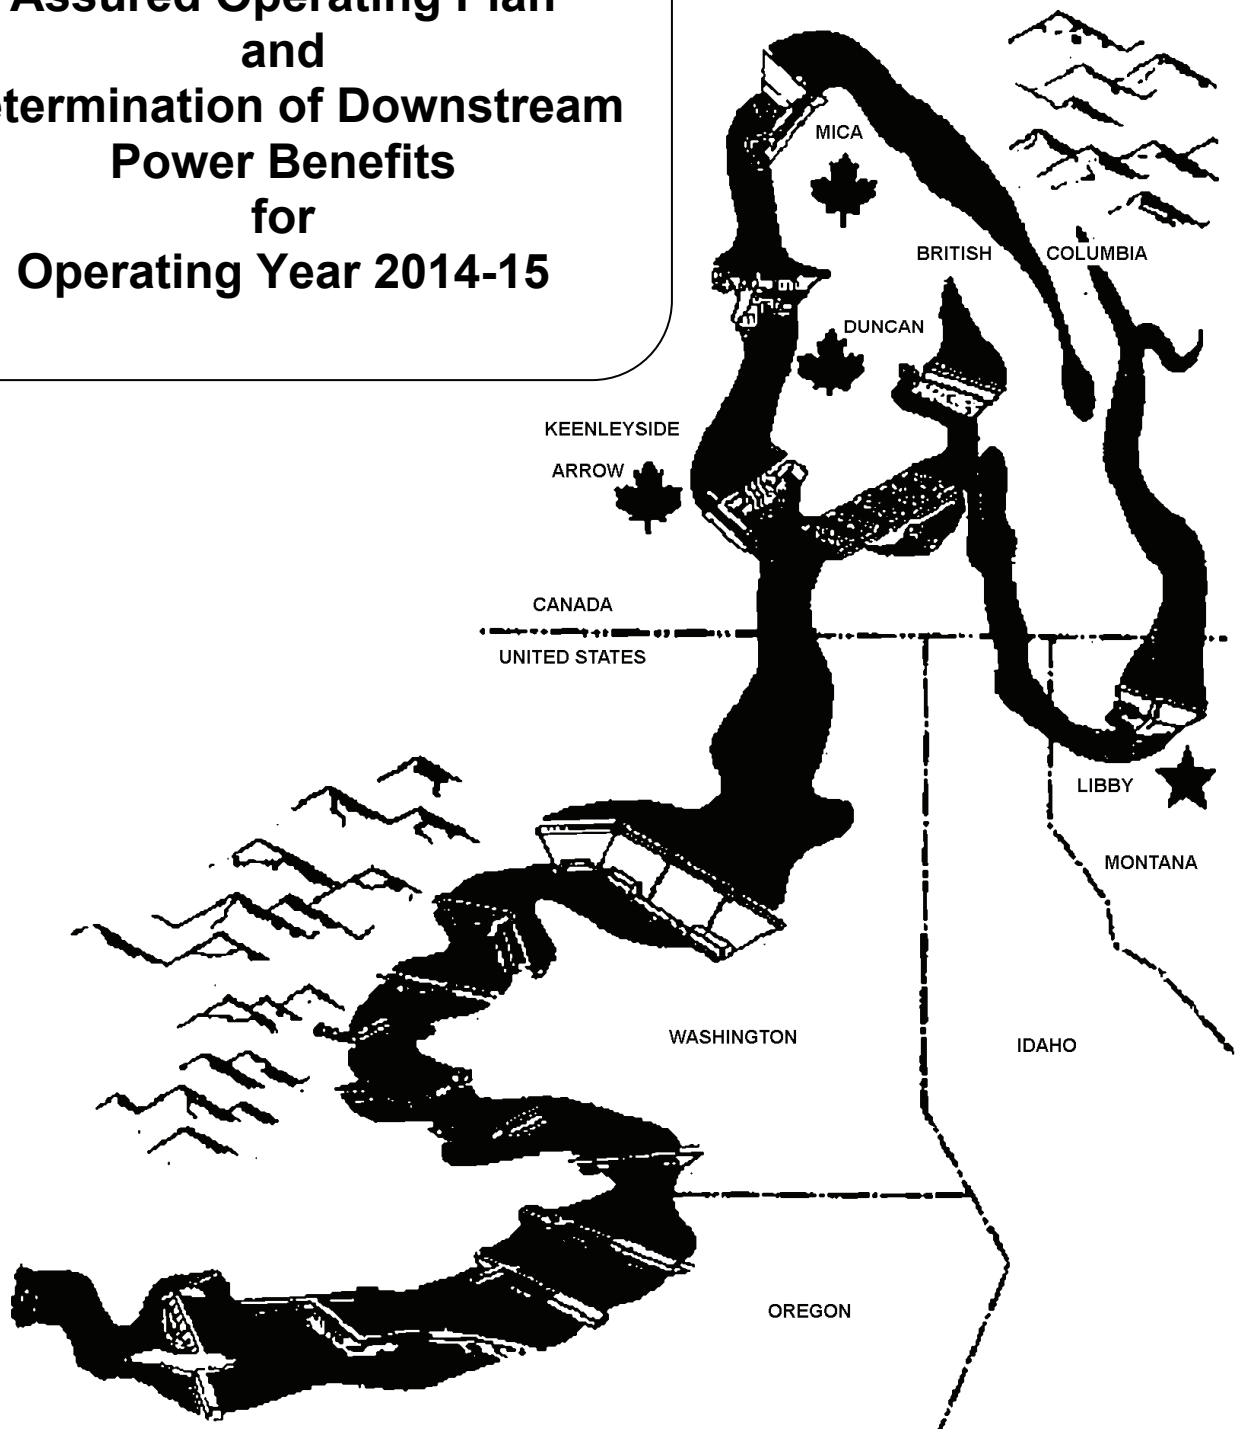 Assured Operating Plan
and
etermination of Downstream
Power Benefits
for
Operating Year 2014-15
MICA
BRITISH COLUMBIA
DUNCAN
KEENLEYSIDE
ARROW
CANADA
UNITED STATES
LIBBY
MONTANA
WASHINGTON
IDAHO
OREGON